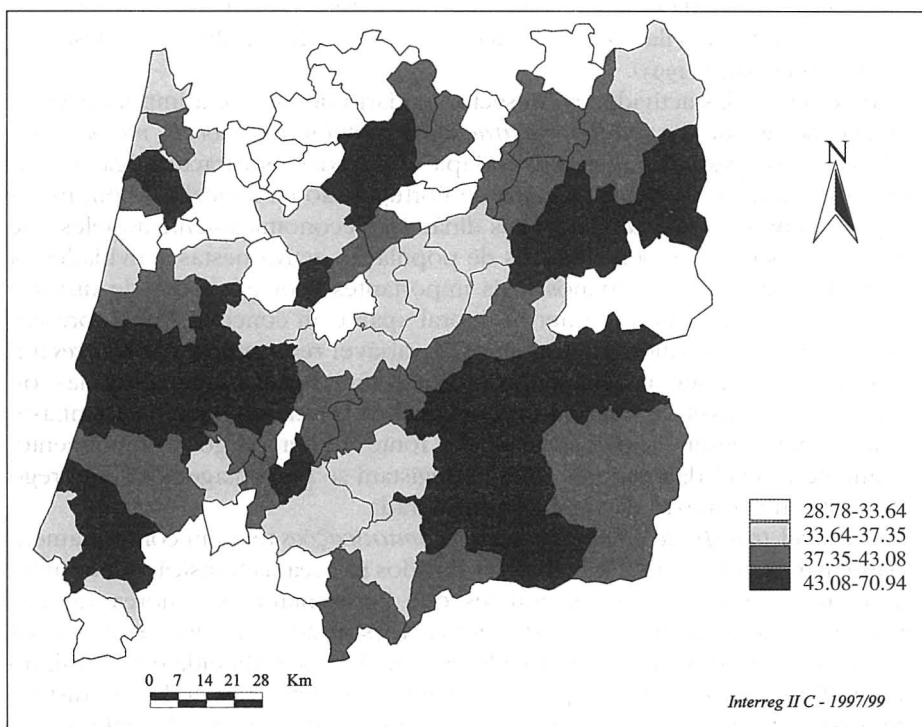 N
28.78-33.64
33.64-37.35
37.35-43.08
43.08-70.94
0 7 14 21 28 Km
Interreg II C - 1997/99